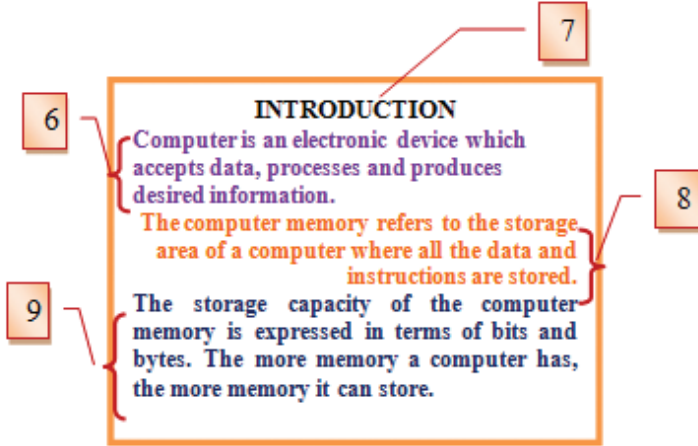 7
6
INTRODUCTION
Computer is an electronic device which
accepts data, processes and produces
desired information.
8
The computer memory refers to the storage
area of a computer where all the data and
instructions are stored.
9
The storage capacity of the computer
memory is expressed in terms of bits and
bytes. The more memory a computer has,
the more memory it can store.